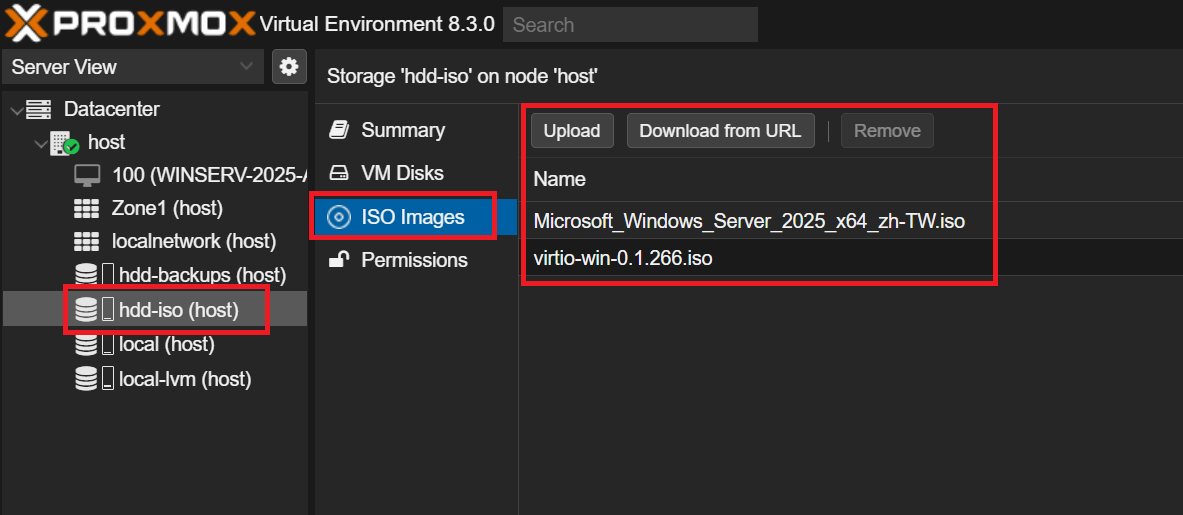 PROXMOX Virtual Environment 8.3.0 Search
Server View
Datacenter
host
100 (WINSERV-2025-A
Zone1 (host)
localnetwork (host)
hdd-backups (host)
hdd-iso (host)
local (host)
local-lvm (host)
Storage 'hdd-iso' on node 'host'
Summary
VM Disks
ISO Images
Permissions
Upload Download from URL Remove
Name
Microsoft_Windows_Server_2025_x64_zh-TW.iso
virtio-win-0.1.266.iso